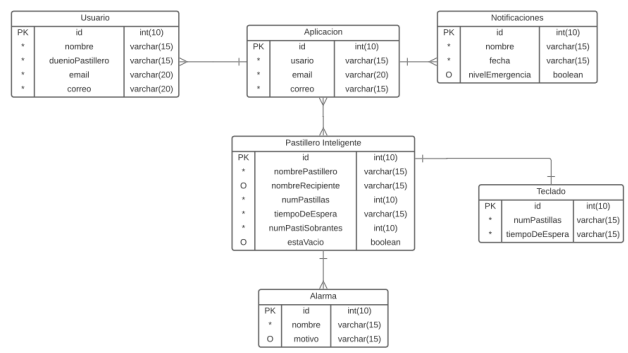 Usuario
PK id int(10)
* nombre varchar(15)
* duenioPastillero varchar(15)
* email varchar(20)
* correo varchar(20)
Aplicacion
PK id int(10)
* usario varchar(15)
* email varchar(20)
* correo varchar(15)
Notificaciones
PK id int(10)
* nombre varchar(15)
* fecha varchar(15)
O nivelEmergencia boolean
Pastillero Inteligente
PK id int(10)
* nombrePastillero varchar(15)
O nombreRecipiente varchar(15)
* numPastillas int(10)
* tiempoDeEspera varchar(15)
* numPastiSobrantes int(10)
O estaVacio boolean
Teclado
PK id int(10)
* numPastillas varchar(15)
* tiempoDeEspera varchar(15)
Alarma
PK id int(10)
* nombre varchar(15)
O motivo varchar(15)